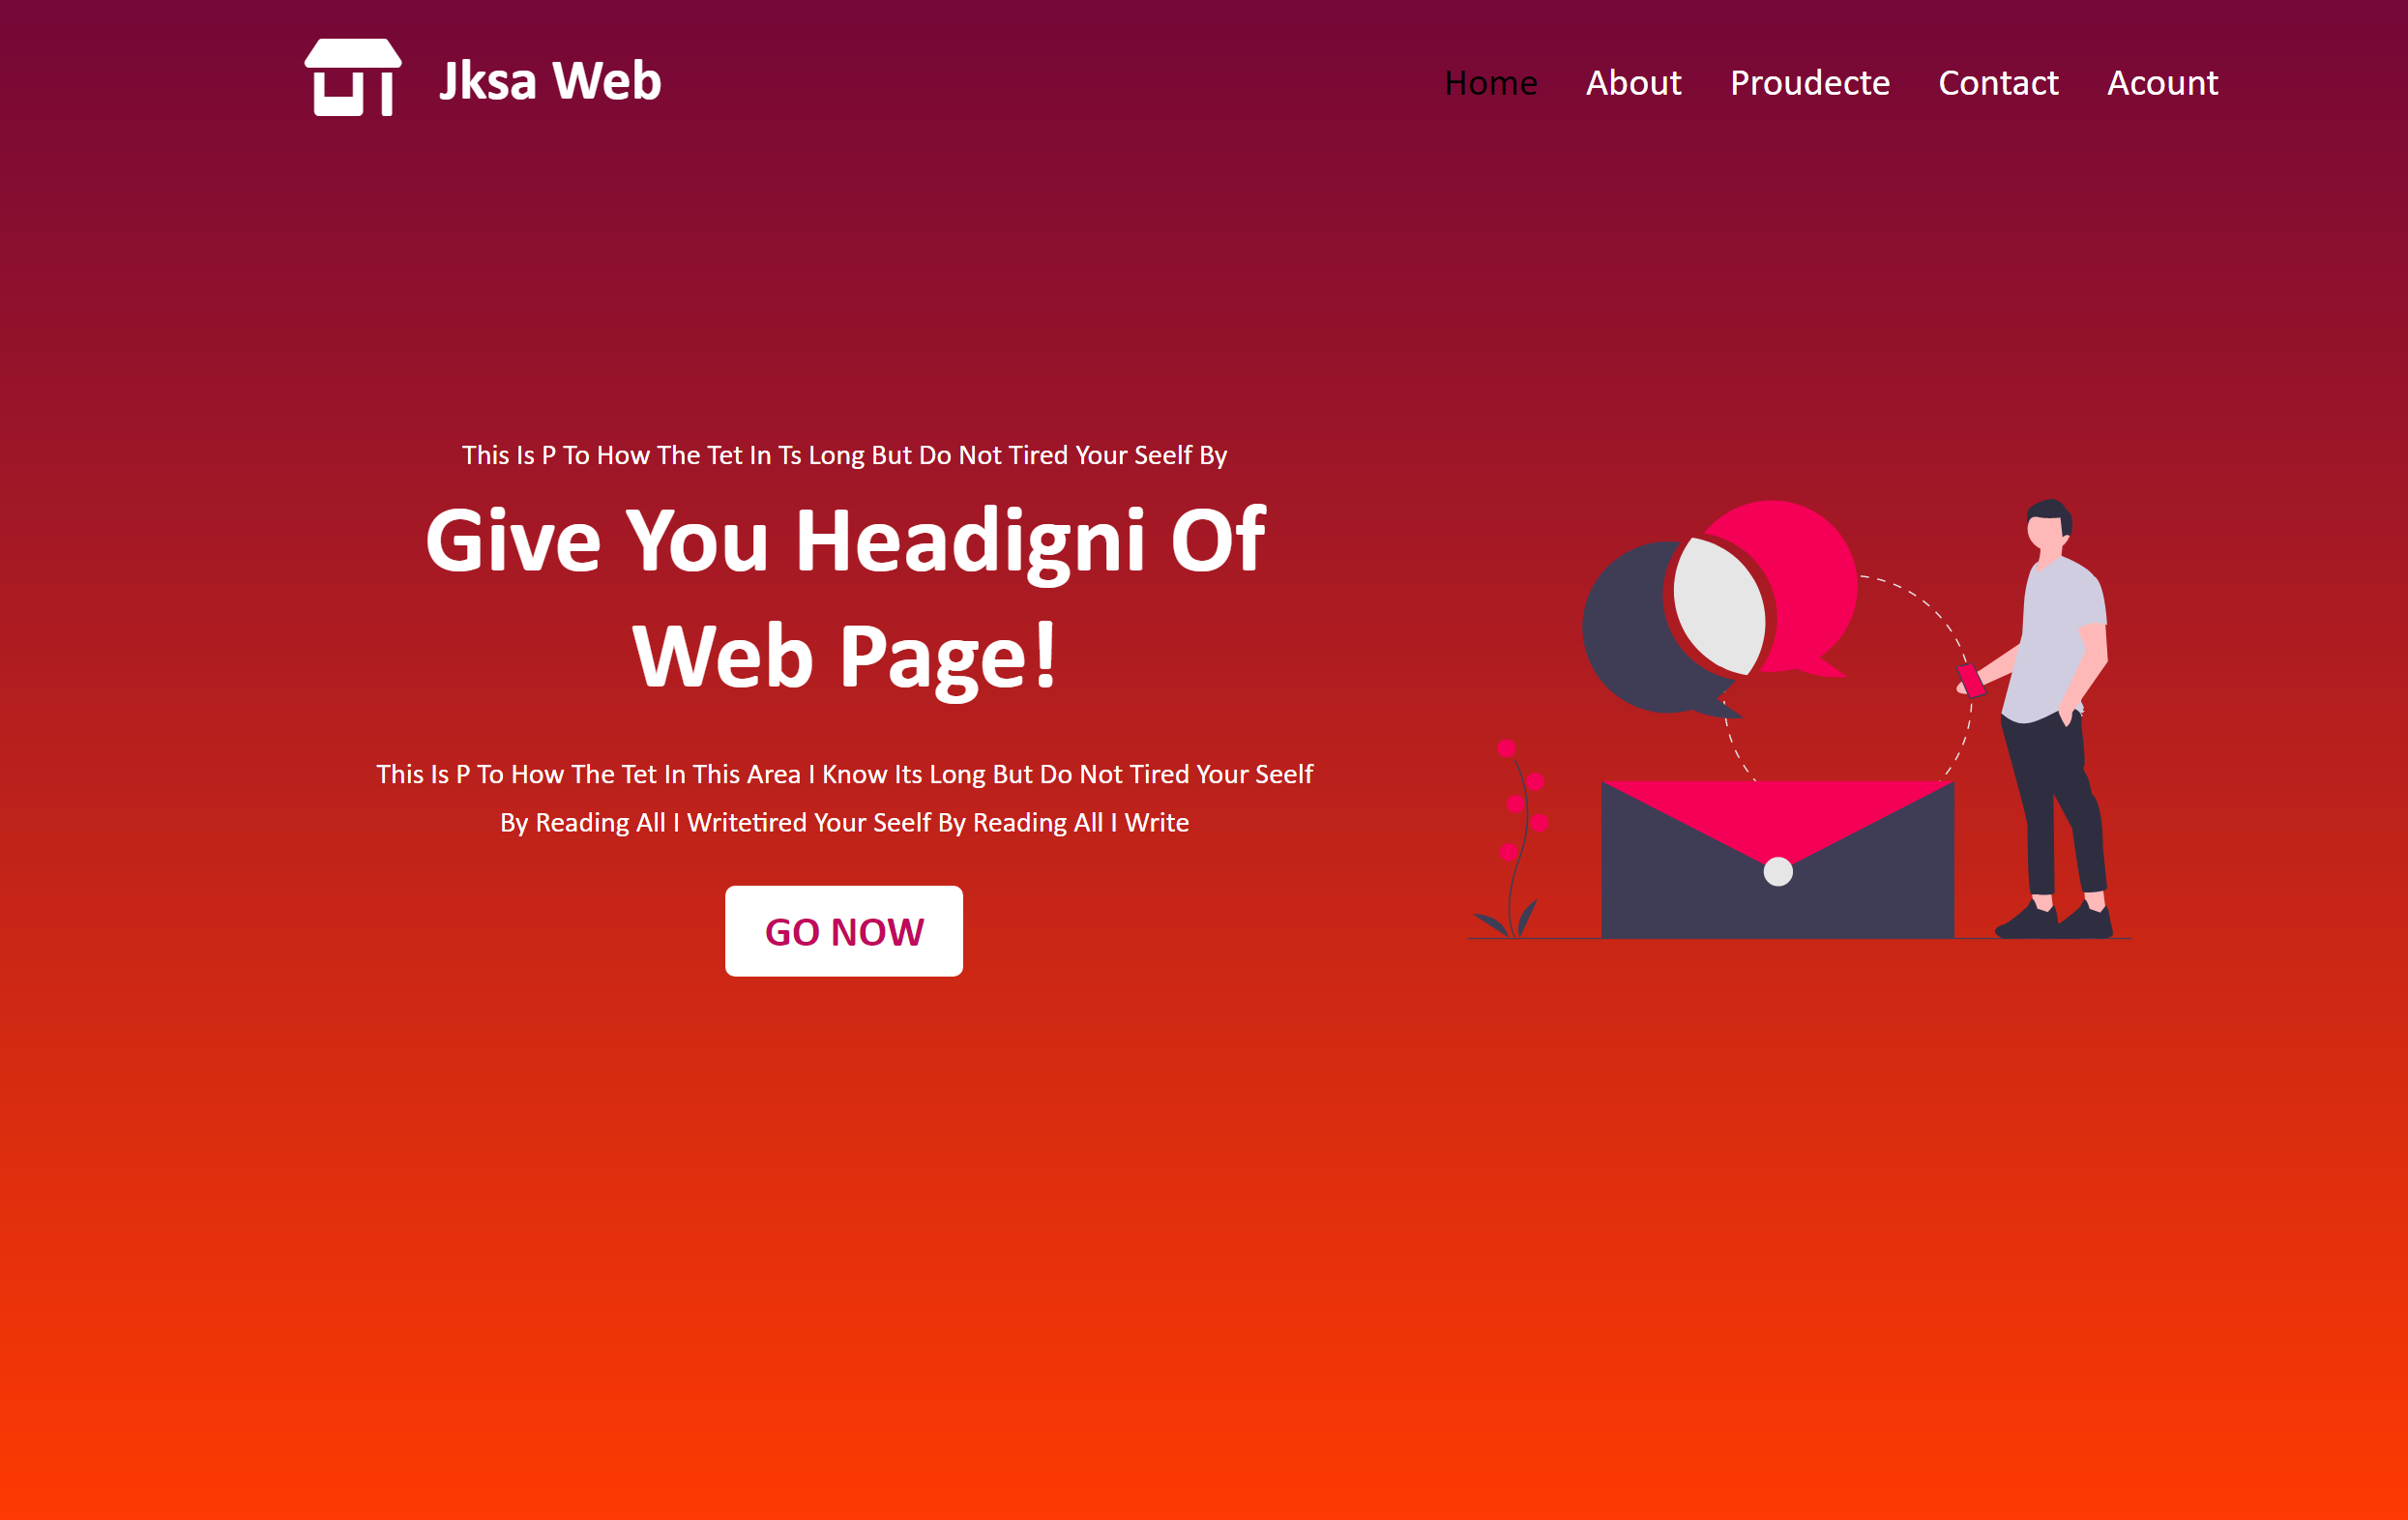 Jksa Web
Home About Proudecte Contact Acount
This Is P To How The Tet In Ts Long But Do Not Tired Your Seelf By
Give You Headigni Of
Web Page!
This Is P To How The Tet In This Area I Know Its Long But Do Not Tired Your Seelf
By Reading All I Writetired Your Seelf By Reading All I Write
GO NOW